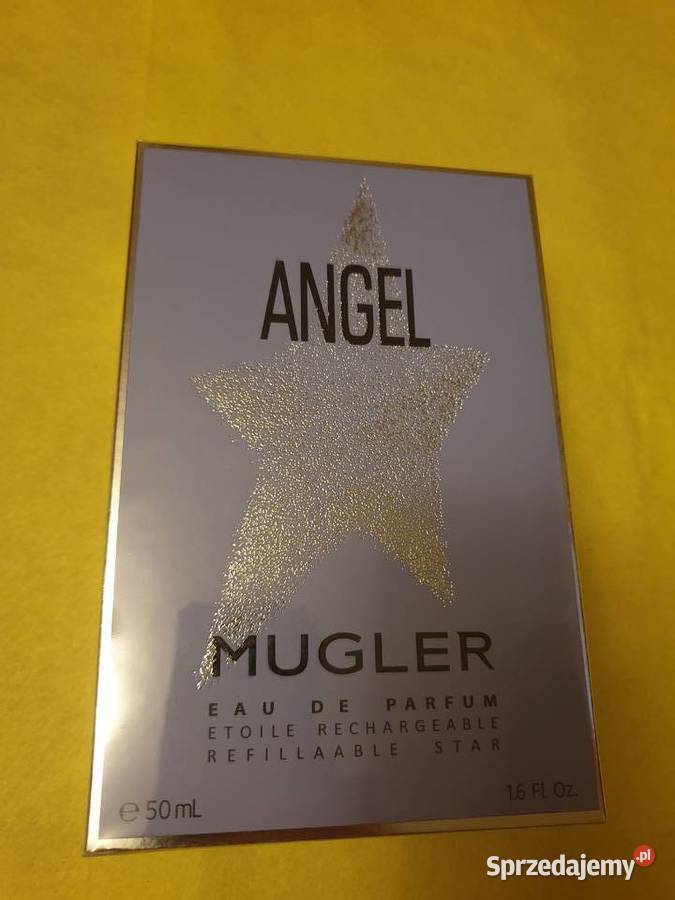 ANGEL
MUGLER
EAU DE PARFUM
ETOILE RECHARGEABLE
REFILLAABLE STAR
℮ 50 mL
1.6 Fl. Oz.
Sprzedajemy.pl